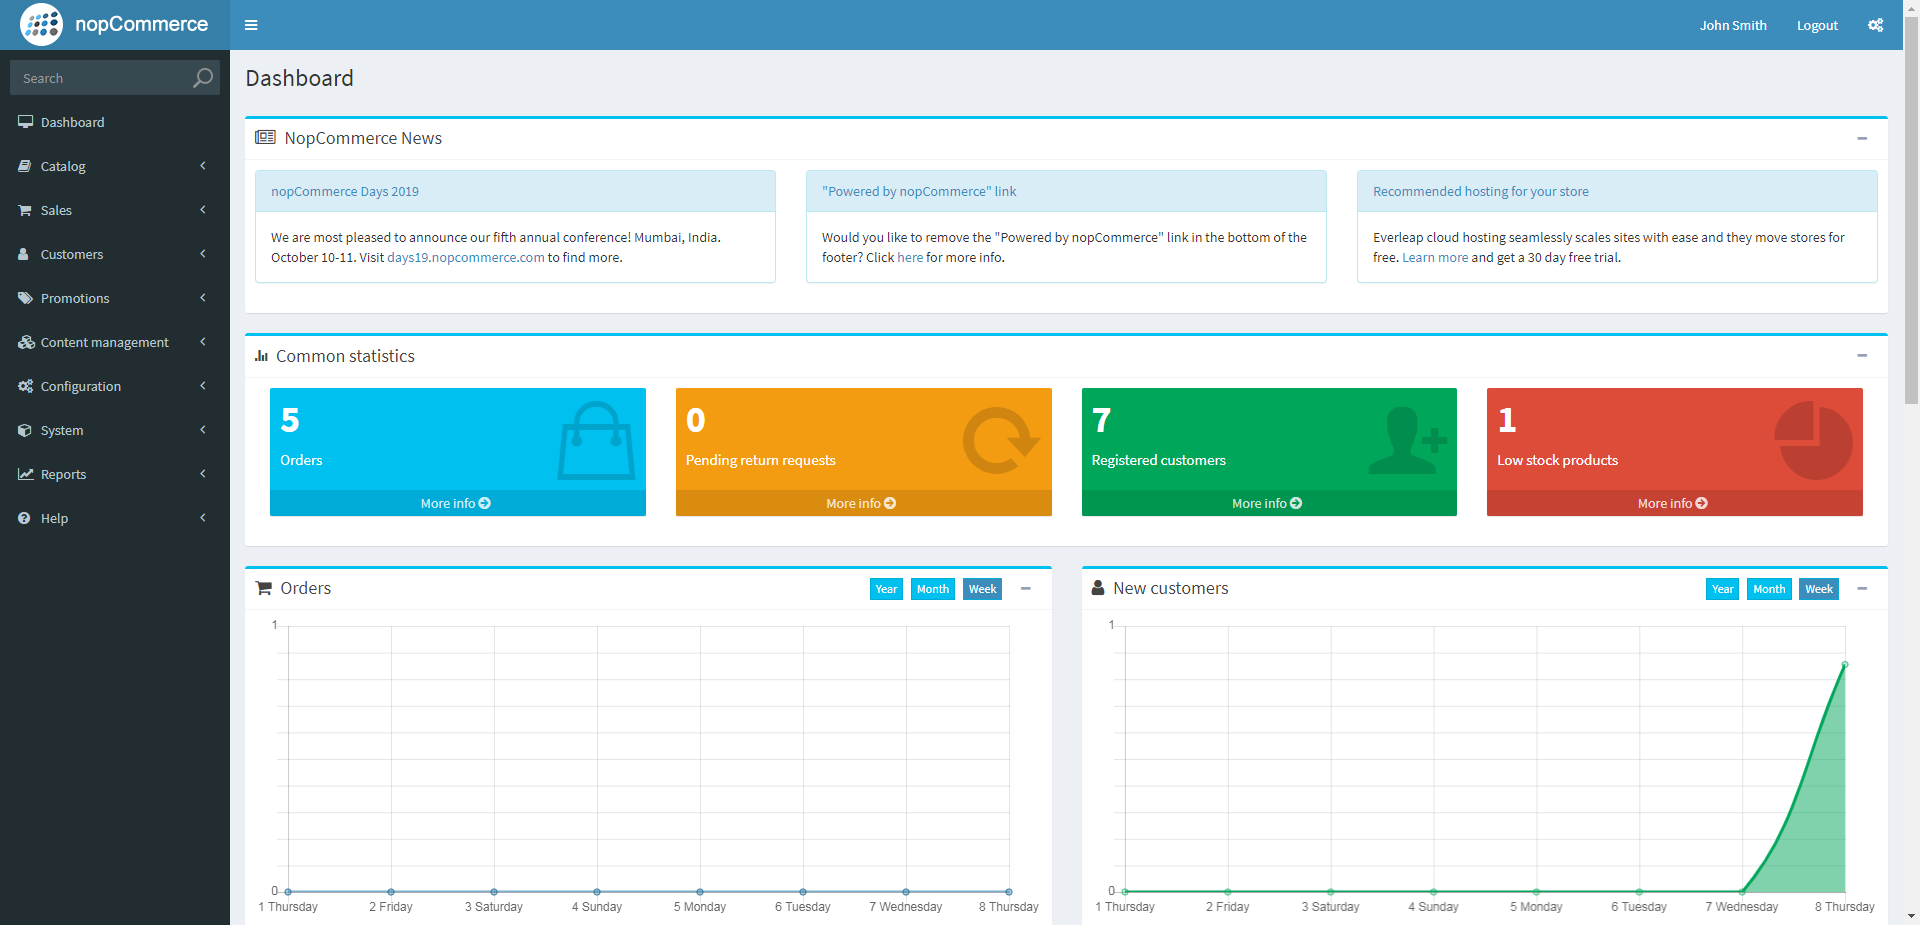 nopCommerce
John Smith
Logout
Search
Dashboard
Catalog
Sales
Customers
Promotions
Content management
Configuration
System
Reports
Help
Dashboard
NopCommerce News
nopCommerce Days 2019
We are most pleased to announce our fifth annual conference! Mumbai, India.
October 10-11. Visit days19.nopcommerce.com to find more.
"Powered by nopCommerce" link
Would you like to remove the "Powered by nopCommerce" link in the bottom of the
footer? Click here for more info.
Recommended hosting for your store
Everleap cloud hosting seamlessly scales sites with ease and they move stores for
free. Learn more and get a 30 day free trial.
Common statistics
5
Orders
More info
0
Pending return requests
More info
7
Registered customers
More info
1
Low stock products
More info
Orders
Year Month Week
1
0
1 Thursday 2 Friday 3 Saturday 4 Sunday 5 Monday 6 Tuesday 7 Wednesday 8 Thursday
New customers
Year Month Week
1
0
1 Thursday 2 Friday 3 Saturday 4 Sunday 5 Monday 6 Tuesday 7 Wednesday 8 Thursday